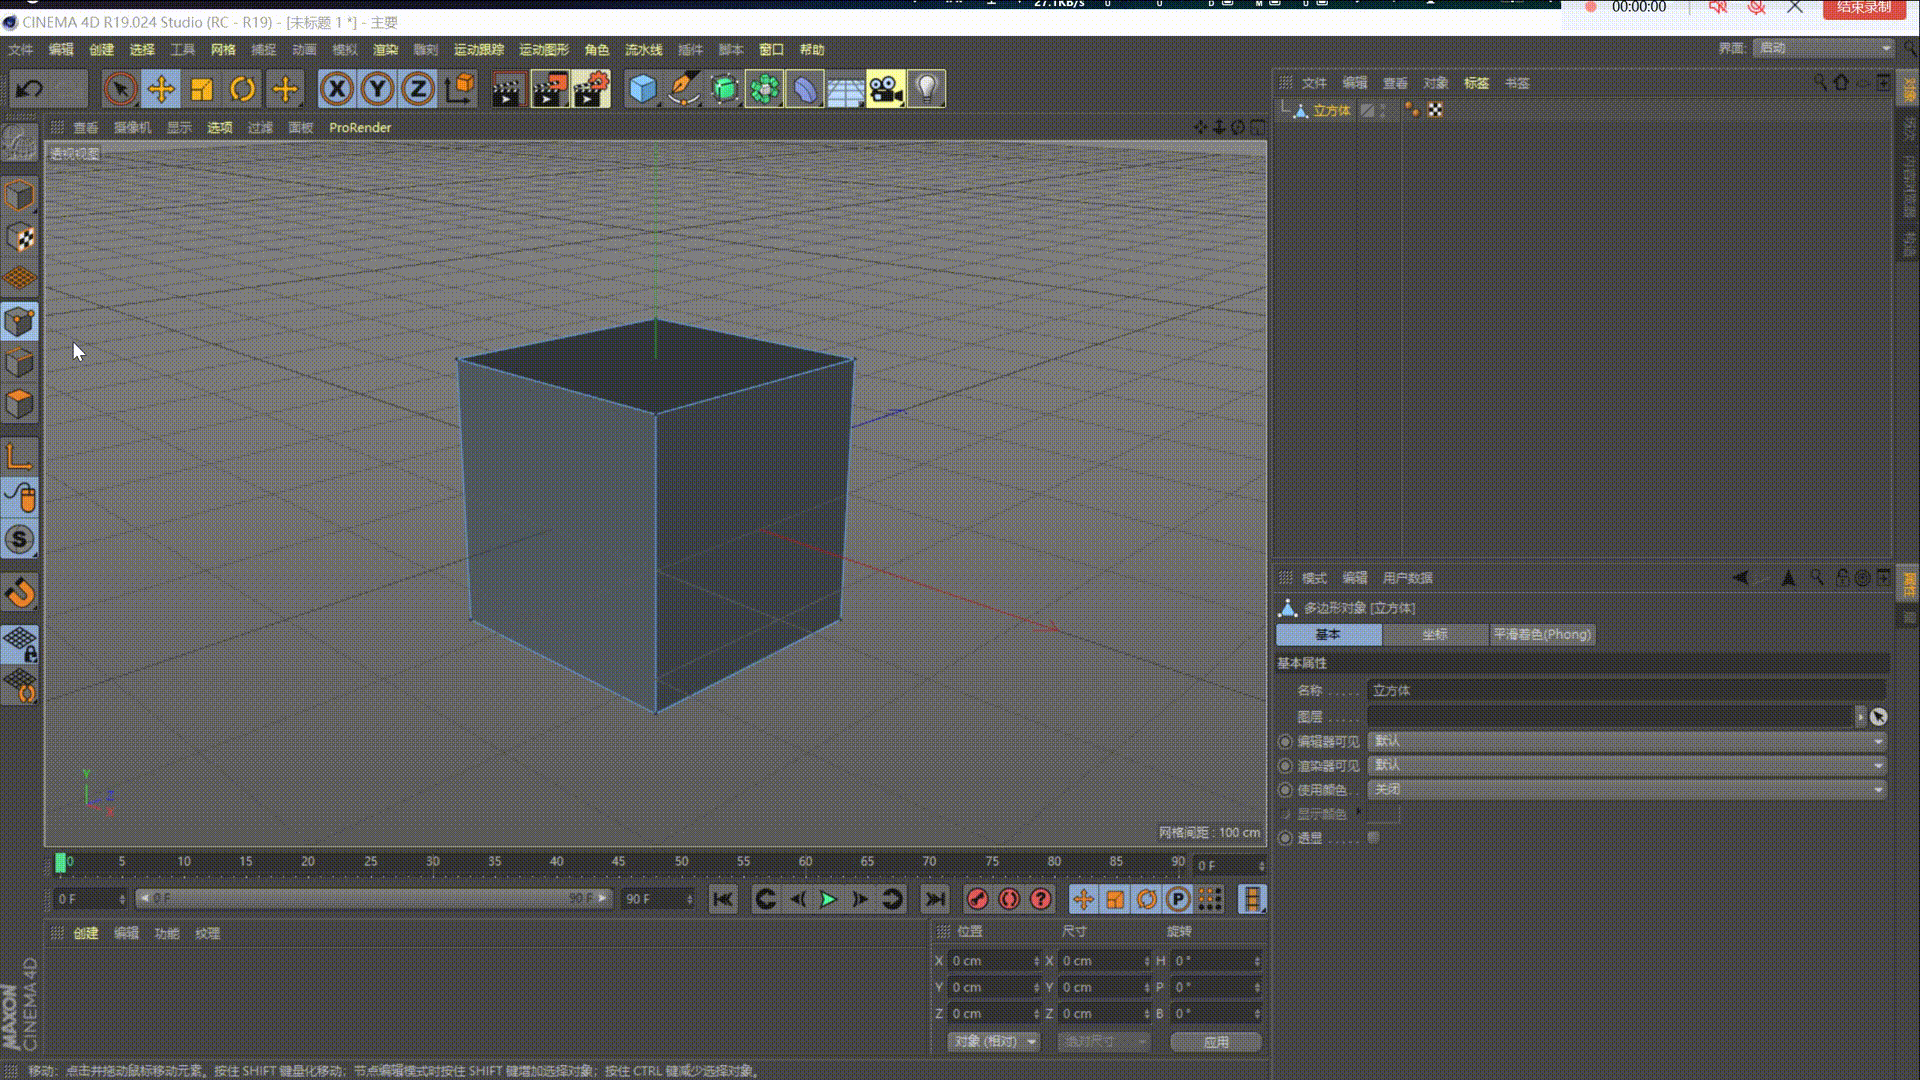 27.1KB/s
CINEMA 4D R19.024 Studio (RC - R19) - [未标题 1 *] - 主要
00:00:00
结束录制
文件 编辑 创建 选择 工具 网格 捕捉 动画 模拟 渲染 雕刻 运动跟踪 运动图形 角色 流水线 插件 脚本 窗口 帮助
界面: 启动
X Y Z
文件 编辑 查看 对象 标签 书签
立方体
查看 摄像机 显示 选项 过滤 面板 ProRender
透视视图
对象
S
Y
Z
X
网格间距 : 100 cm
模式 编辑 用户数据
属性
多边形对象 [立方体]
基本 坐标 平滑着色(Phong)
基本属性
名称 . . . . . 立方体
图层 . . . . .
编辑器可见 默认
渲染器可见 默认
使用颜色 . . 关闭
显示颜色
透显 . . . . .
0 5 10 15 20 25 30 35 40 45 50 55 60 65 70 75 80 85 90 0 F
0 F 0 F 90 F 90 F
P
创建 编辑 功能 纹理
位置 尺寸 旋转
X 0 cm X 0 cm H 0 °
Y 0 cm Y 0 cm P 0 °
Z 0 cm Z 0 cm B 0 °
对象 (相对) 绝对尺寸 应用
MAXON
CINEMA 4D
移动: 点击并拖动鼠标移动元素。按住 SHIFT 键量化移动; 节点编辑模式时按住 SHIFT 键增加选择对象; 按住 CTRL 键减少选择对象。